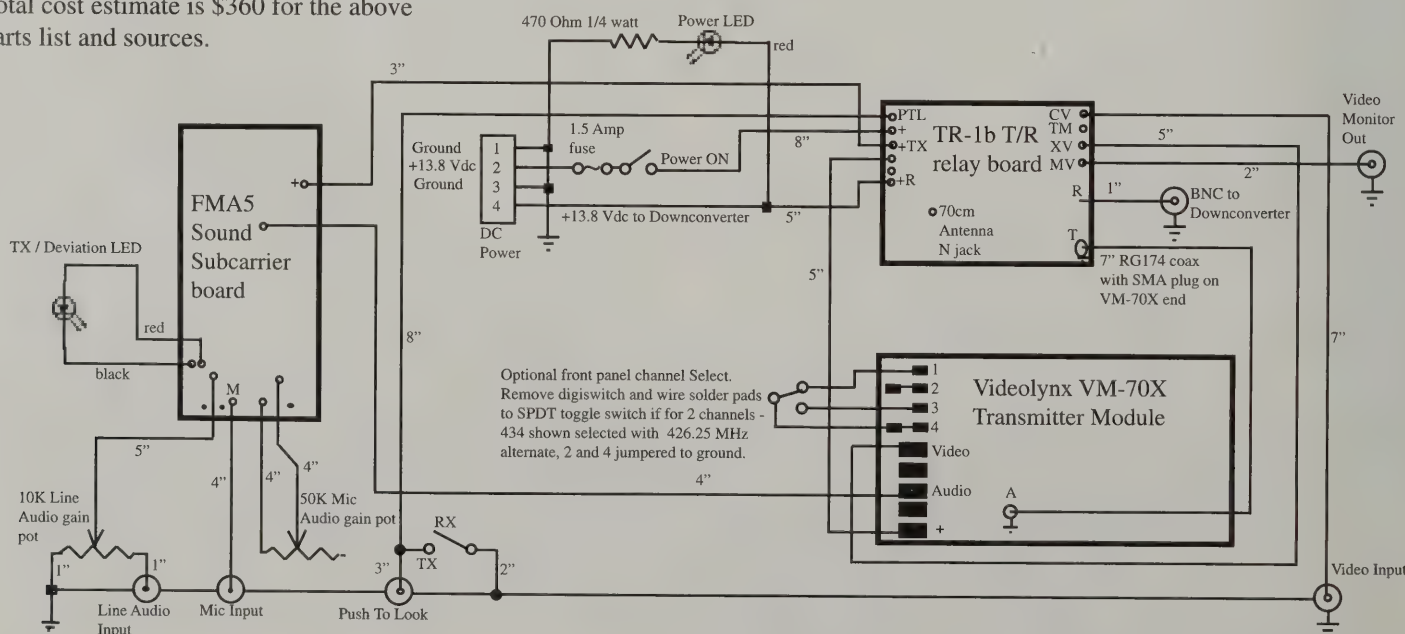 otal cost estimate is $360 for the above
arts list and sources.
470 Ohm 1/4 watt
Power LED
red
3”
PTL
+
+TX
+R
CV
TM
XV
MV
TR-1b T/R
relay board
R
T
70cm
Antenna
N jack
Video
Monitor
Out
5”
2”
1”
BNC to
Downconverter
7” RG174 coax
with SMA plug on
VM-70X end
1.5 Amp
fuse
Power ON
8”
Ground
+13.8 Vdc
Ground
1
2
3
4
DC
Power
+13.8 Vdc to Downconverter
5”
5”
+
FMA5
Sound
Subcarrier
board
M
TX / Deviation LED
red
black
8”
7”
Optional front panel channel Select.
Remove digiswitch and wire solder pads
to SPDT toggle switch if for 2 channels -
434 shown selected with 426.25 MHz
alternate, 2 and 4 jumpered to ground.
1
2
3
4
Video
Audio
+
Videolynx VM-70X
Transmitter Module
A
4”
5”
4”
4”
4”
10K Line
Audio gain
pot
50K Mic
Audio gain pot
RX
TX
1”
1”
3”
2”
Line Audio
Input
Mic Input
Push To Look
Video Input